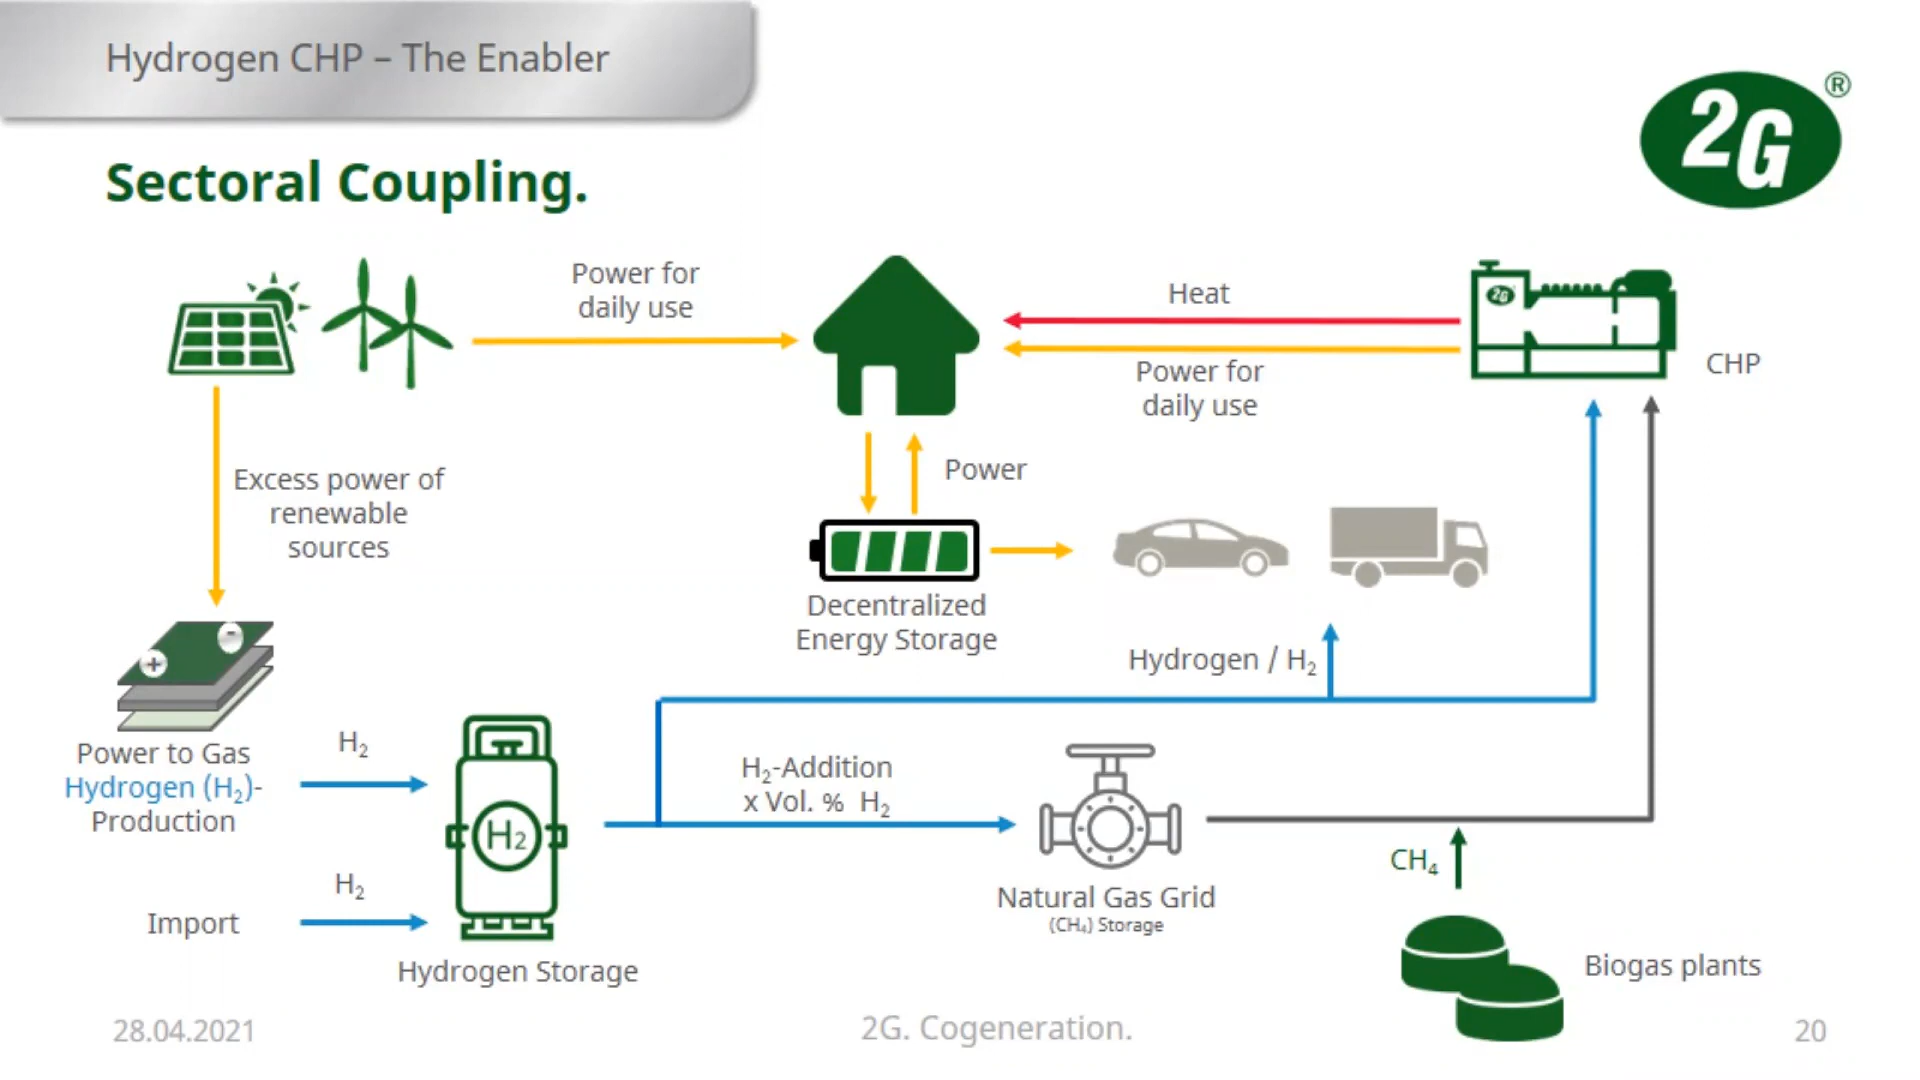 Hydrogen CHP – The Enabler
2G®
Sectoral Coupling.
Power for
daily use
Heat
Power for
daily use
2G
CHP
Excess power of
renewable
sources
Power
Decentralized
Energy Storage
Hydrogen / H₂
+
-
Power to Gas
Hydrogen (H₂)-
Production
H₂
H₂
Import
H₂
Hydrogen Storage
H₂-Addition
x Vol. % H₂
Natural Gas Grid
(CH₄) Storage
CH₄
Biogas plants
28.04.2021
2G. Cogeneration.
20